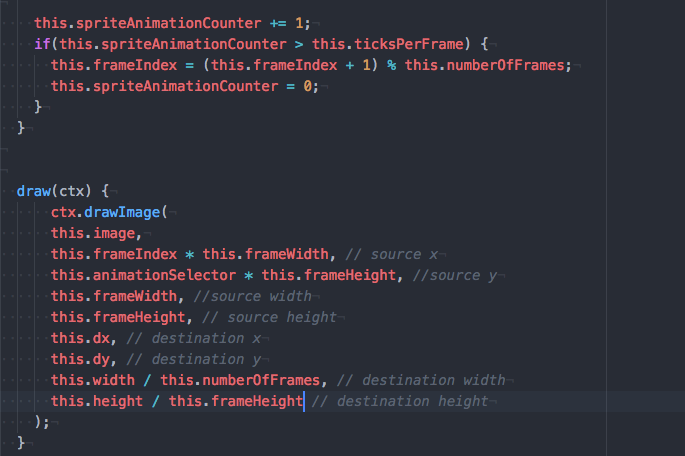 this.spriteAnimationCounter += 1;
if(this.spriteAnimationCounter > this.ticksPerFrame) {
this.frameIndex = (this.frameIndex + 1) % this.numberOfFrames;
this.spriteAnimationCounter = 0;
}
}
draw(ctx) {
ctx.drawImage(
this.image,
this.frameIndex * this.frameWidth, // source x
this.animationSelector * this.frameHeight, //source y
this.frameWidth, //source width
this.frameHeight, // source height
this.dx, // destination x
this.dy, // destination y
this.width / this.numberOfFrames, // destination width
this.height / this.frameHeight // destination height
);
}